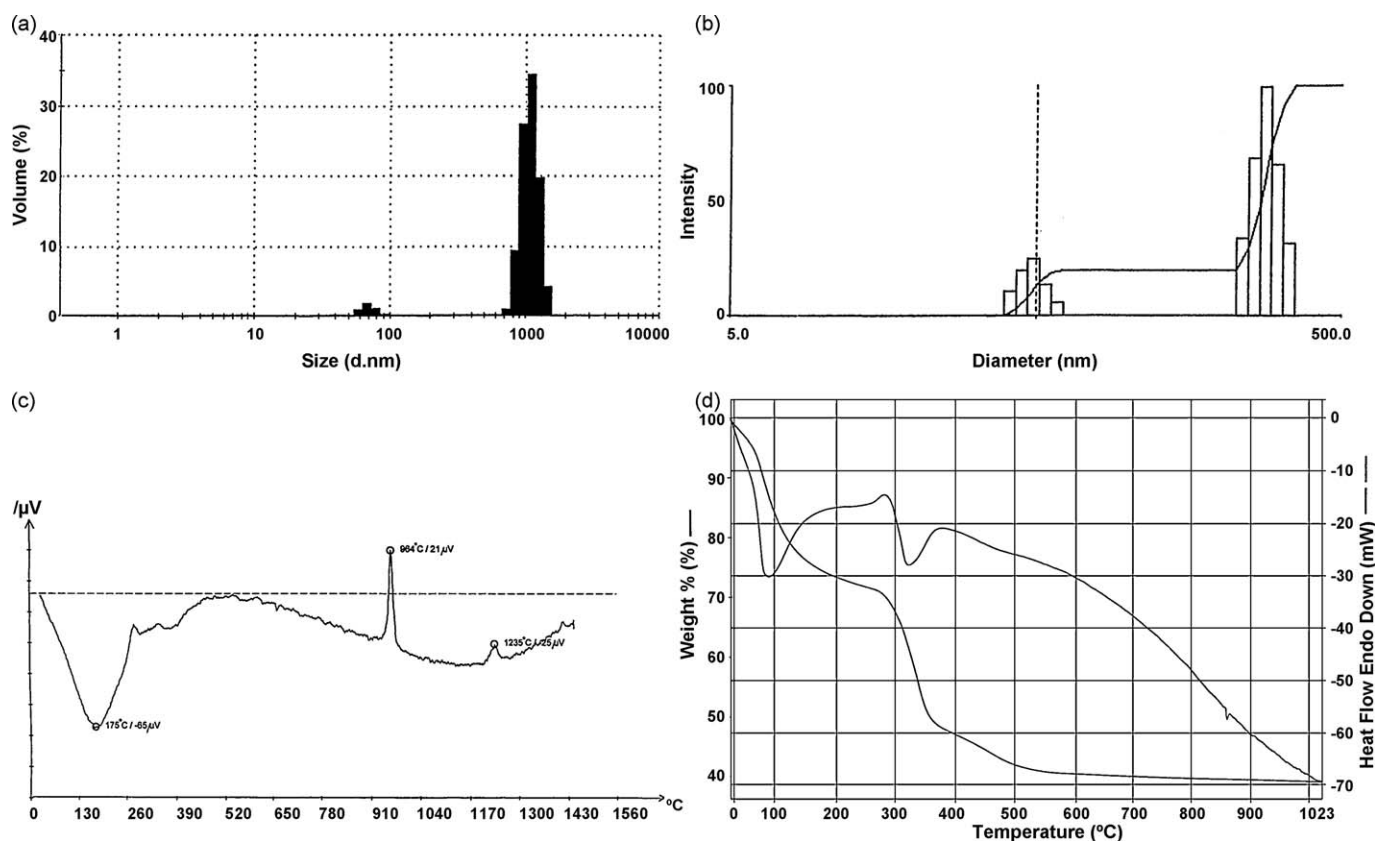 (a)
40
30
20
10
0
Volume (%)
1 10 100 1000 10000
Size (d.nm)
(b)
100
50
0
Intensity
5.0 500.0
Diameter (nm)
(c)
/µV
964°C / 21µV
1235°C / -25µV
175°C / -65µV
0 130 260 390 520 650 780 910 1040 1170 1300 1430 1560
ºC
(d)
100
90
80
70
60
50
40
Weight % (%)
0
-10
-20
-30
-40
-50
-60
-70
Heat Flow Endo Down (mW)
0 100 200 300 400 500 600 700 800 900 1023
Temperature (ºC)